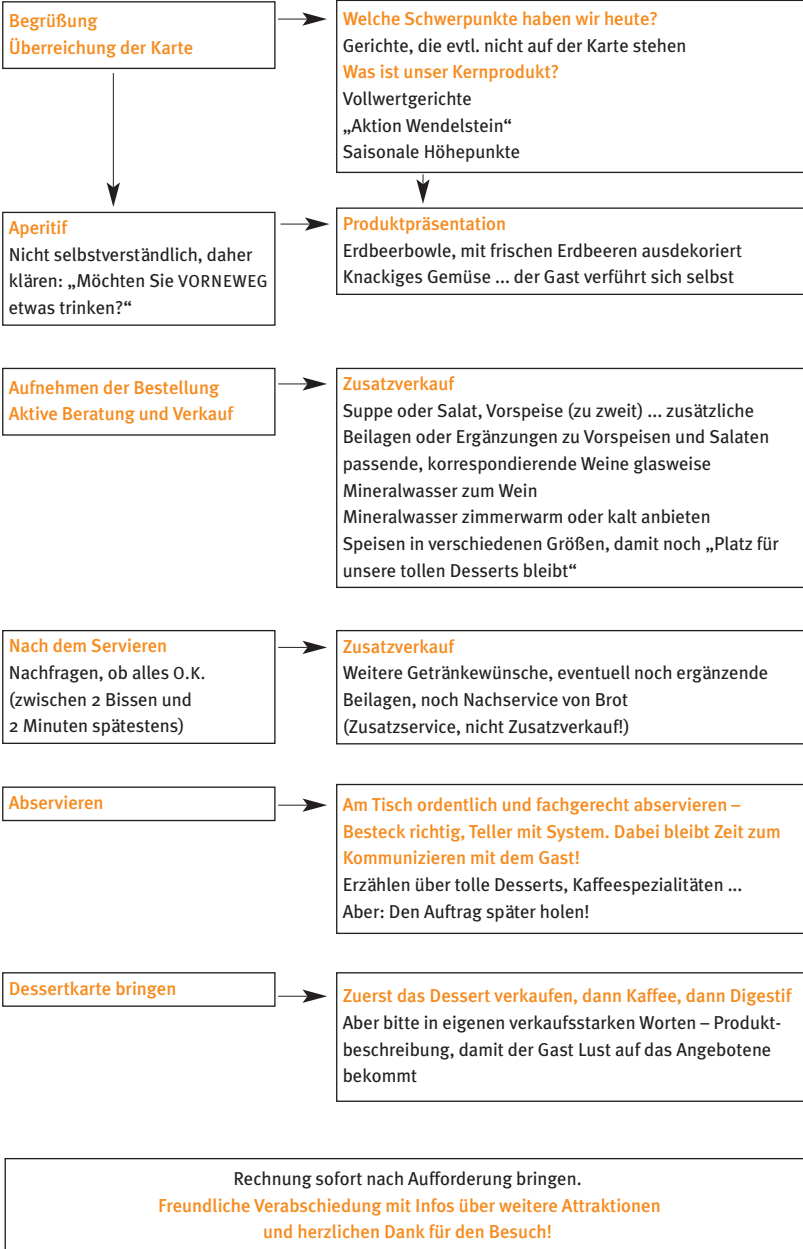 Begrüßung
Überreichung der Karte
Welche Schwerpunkte haben wir heute?
Gerichte, die evtl. nicht auf der Karte stehen
Was ist unser Kernprodukt?
Vollwertgerichte
„Aktion Wendelstein“
Saisonale Höhepunkte
Aperitif
Nicht selbstverständlich, daher
klären: „Möchten Sie VORNEWEG
etwas trinken?“
Produktpräsentation
Erdbeerbowle, mit frischen Erdbeeren ausdekoriert
Knackiges Gemüse ... der Gast verführt sich selbst
Aufnehmen der Bestellung
Aktive Beratung und Verkauf
Zusatzverkauf
Suppe oder Salat, Vorspeise (zu zweit) ... zusätzliche
Beilagen oder Ergänzungen zu Vorspeisen und Salaten
passende, korrespondierende Weine glasweise
Mineralwasser zum Wein
Mineralwasser zimmerwarm oder kalt anbieten
Speisen in verschiedenen Größen, damit noch „Platz für
unsere tollen Desserts bleibt“
Nach dem Servieren
Nachfragen, ob alles O.K.
(zwischen 2 Bissen und
2 Minuten spätestens)
Zusatzverkauf
Weitere Getränkewünsche, eventuell noch ergänzende
Beilagen, noch Nachservice von Brot
(Zusatzservice, nicht Zusatzverkauf!)
Abservieren
Am Tisch ordentlich und fachgerecht abservieren –
Besteck richtig, Teller mit System. Dabei bleibt Zeit zum
Kommunizieren mit dem Gast!
Erzählen über tolle Desserts, Kaffeespezialitäten ...
Aber: Den Auftrag später holen!
Dessertkarte bringen
Zuerst das Dessert verkaufen, dann Kaffee, dann Digestif
Aber bitte in eigenen verkaufsstarken Worten – Produkt-
beschreibung, damit der Gast Lust auf das Angebotene
bekommt
Rechnung sofort nach Aufforderung bringen.
Freundliche Verabschiedung mit Infos über weitere Attraktionen
und herzlichen Dank für den Besuch!